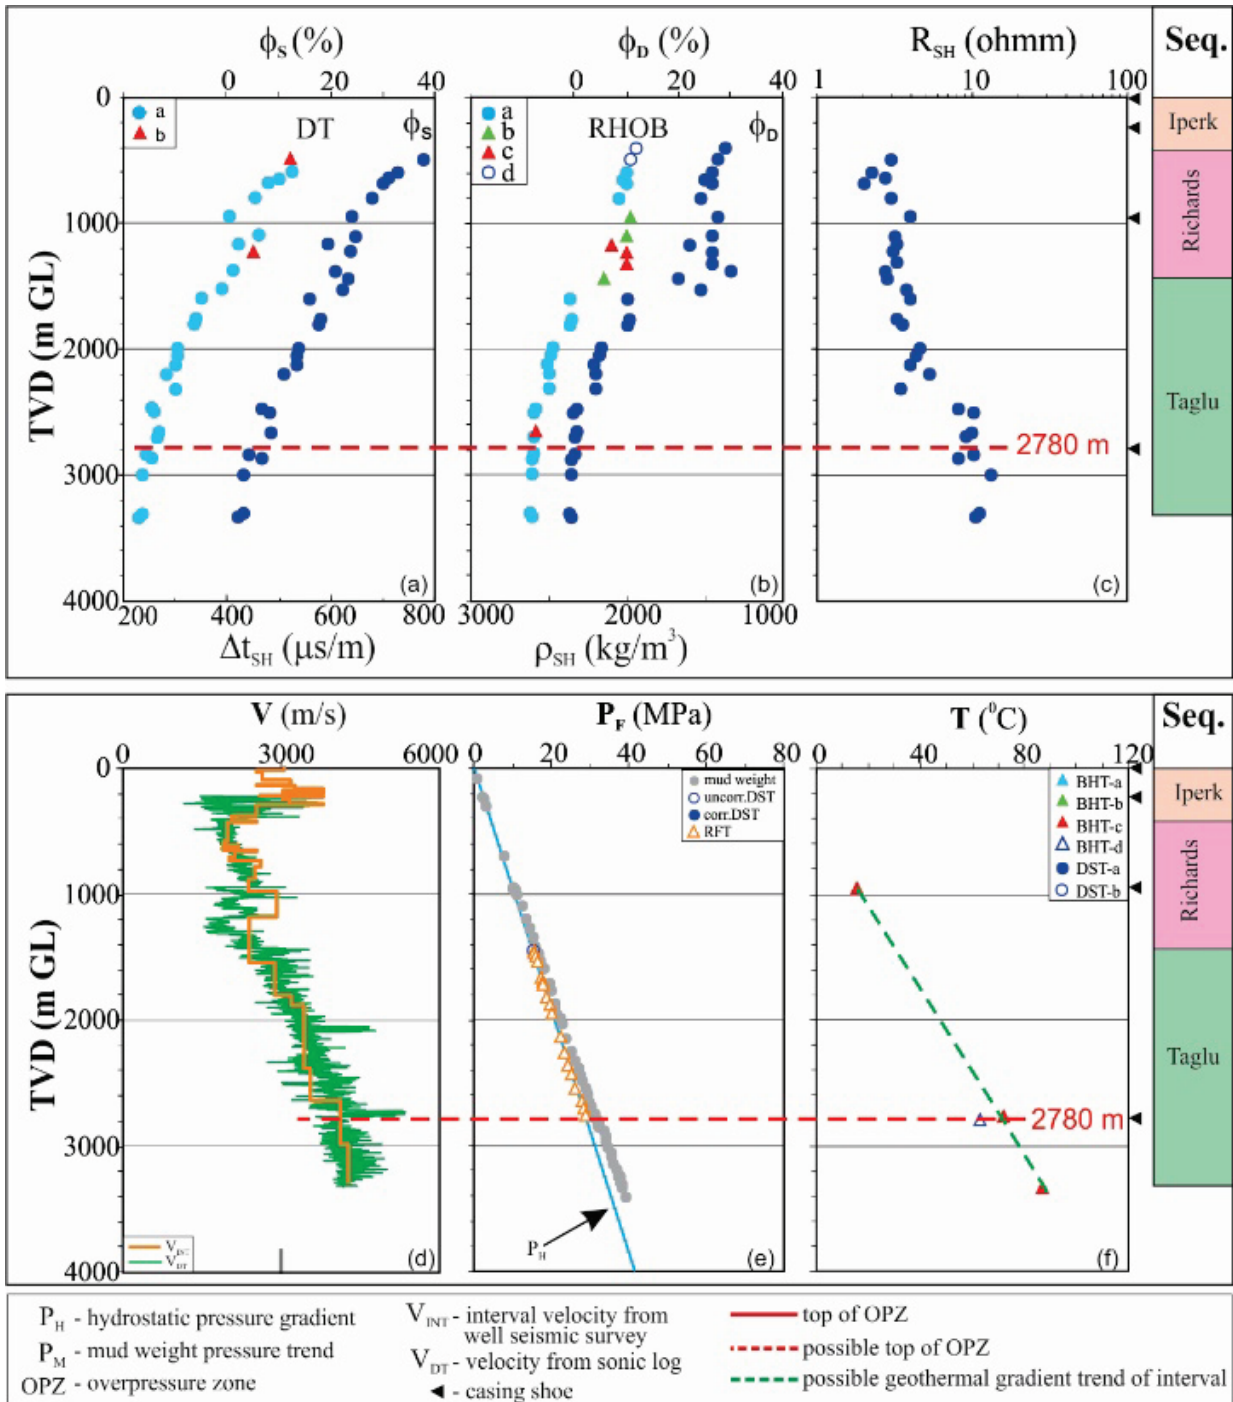 ϕS (%)
ϕD (%)
RSH (ohmm)
Seq.
0 20 40
0 20 40
1 10 100
0
1000
2000
3000
4000
TVD (m GL)
a
b
DT
ϕS
a
b
c
d
RHOB
ϕD
Iperk
Richards
Taglu
2780 m
(a)
(b)
(c)
200 400 600 800
3000 2000 1000
ΔtSH (μs/m)
ρSH (kg/m³)
V (m/s)
PF (MPa)
T (⁰C)
Seq.
0 3000 6000
0 20 40 60 80
0 40 80 120
0
1000
2000
3000
4000
TVD (m GL)
mud weight
uncorr.DST
corr.DST
RFT
BHT-a
BHT-b
BHT-c
BHT-d
DST-a
DST-b
Iperk
Richards
Taglu
2780 m
PH
VINT
VDT
(d)
(e)
(f)
PH - hydrostatic pressure gradient
PM - mud weight pressure trend
OPZ - overpressure zone
VINT - interval velocity from
well seismic survey
VDT - velocity from sonic log
- casing shoe
top of OPZ
possible top of OPZ
possible geothermal gradient trend of interval